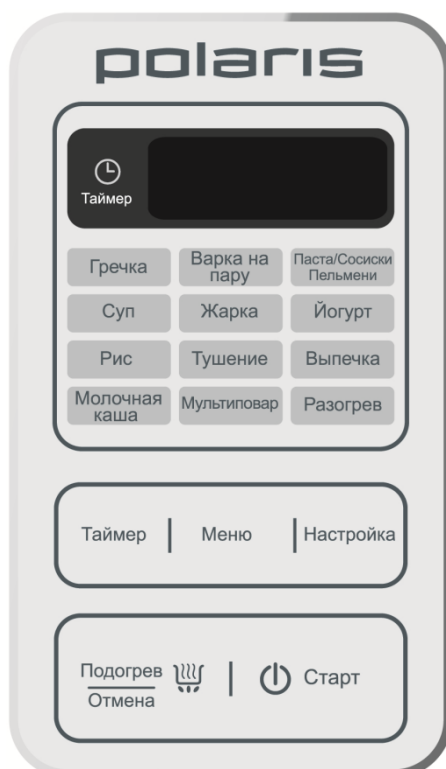 polaris
Таймер
Гречка
Варка на
пару
Паста/Сосиски
Пельмени
Суп
Жарка
Йогурт
Рис
Тушение
Выпечка
Молочная
каша
Мультиповар
Разогрев
Таймер
Меню
Настройка
Подогрев
Отмена
Старт